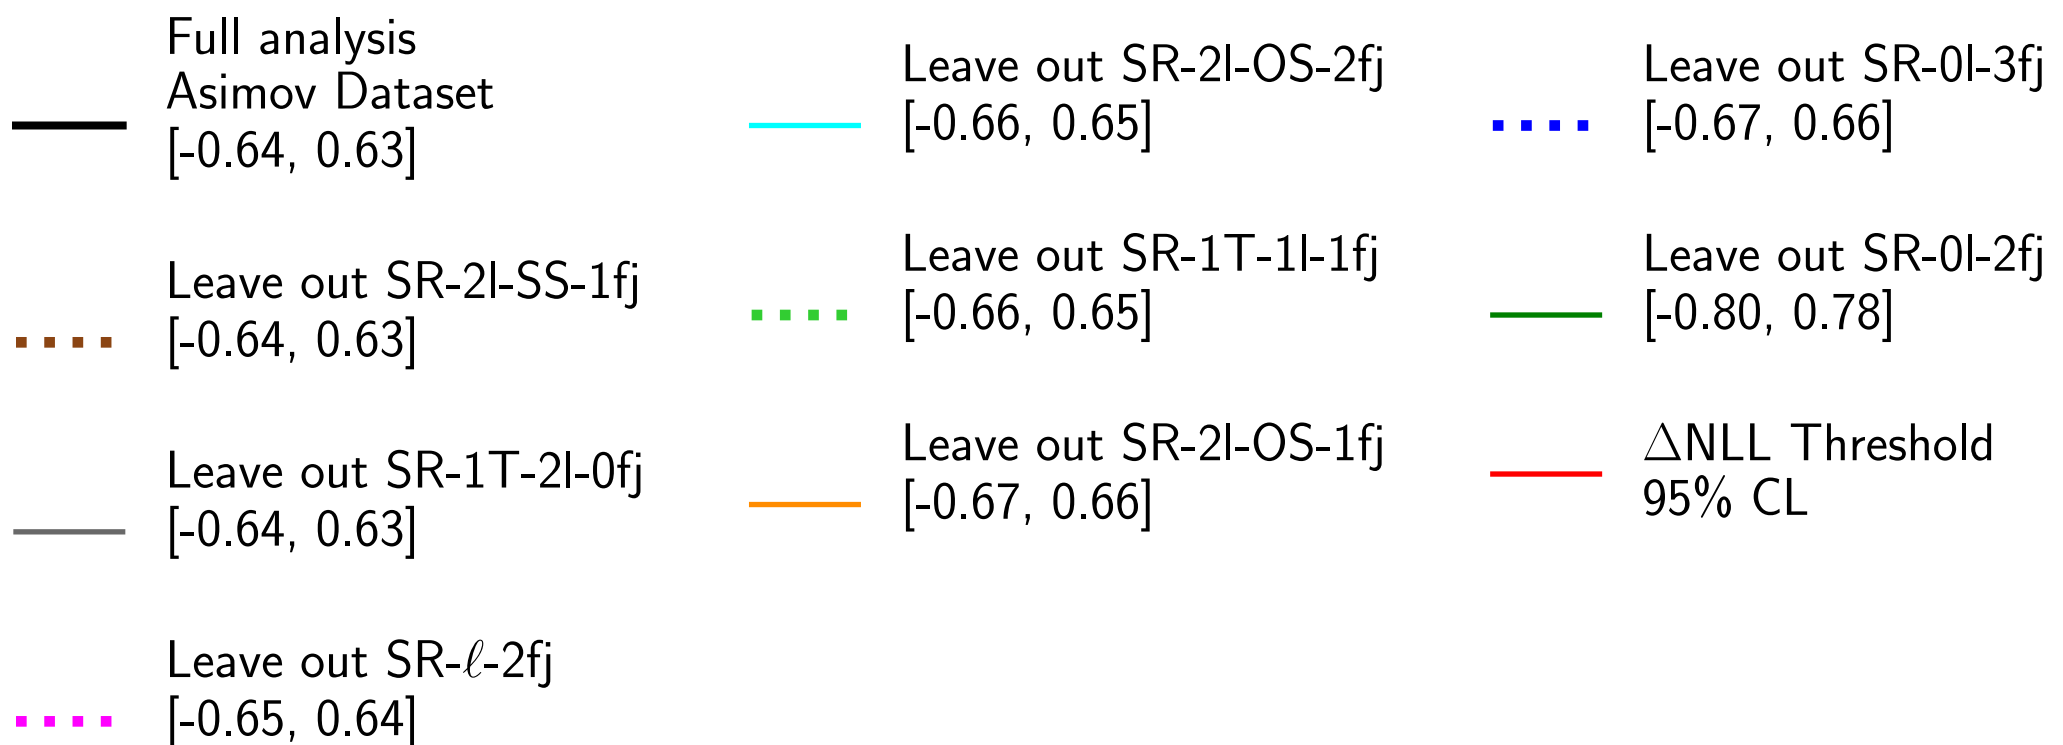 Full analysis
Asimov Dataset
[-0.64, 0.63]
Leave out SR-2l-SS-1fj
[-0.64, 0.63]
Leave out SR-1T-2l-0fj
[-0.64, 0.63]
Leave out SR-ℓ-2fj
[-0.65, 0.64]
Leave out SR-2l-OS-2fj
[-0.66, 0.65]
Leave out SR-1T-1l-1fj
[-0.66, 0.65]
Leave out SR-2l-OS-1fj
[-0.67, 0.66]
Leave out SR-0l-3fj
[-0.67, 0.66]
Leave out SR-0l-2fj
[-0.80, 0.78]
ΔNLL Threshold
95% CL